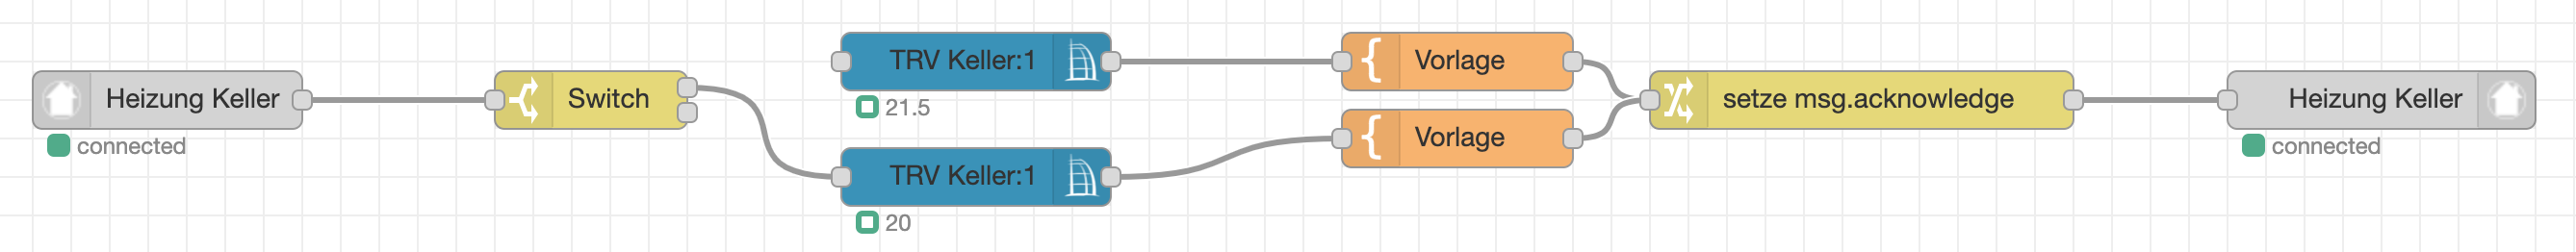 Heizung Keller
connected
Switch
TRV Keller:1
21.5
TRV Keller:1
20
{ Vorlage
{ Vorlage
setze msg.acknowledge
Heizung Keller
connected